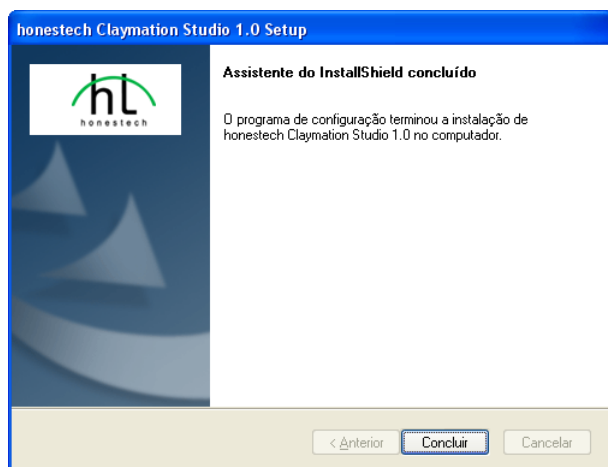 honestech Claymation Studio 1.0 Setup
ht
honestech
Assistente do InstallShield concluído
O programa de configuração terminou a instalação de
honestech Claymation Studio 1.0 no computador.
< Anterior
Concluir
Cancelar